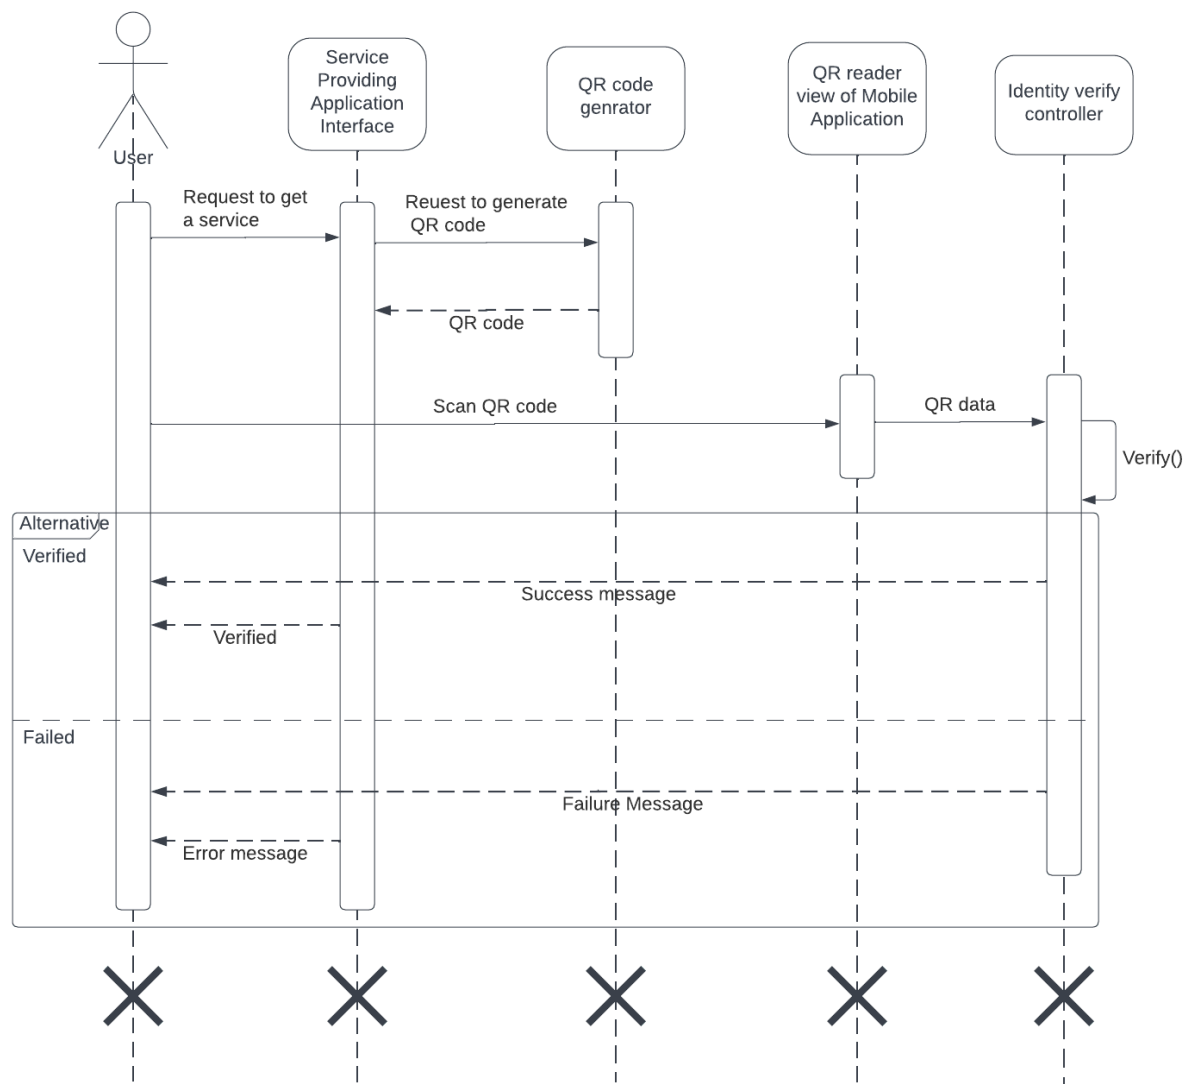 User
Service
Providing
Application
Interface
QR code
genrator
QR reader
view of Mobile
Application
Identity verify
controller
Request to get
a service
Reuest to generate
QR code
QR code
Scan QR code
QR data
Verify()
Alternative
Verified
Success message
Verified
Failed
Failure Message
Error message